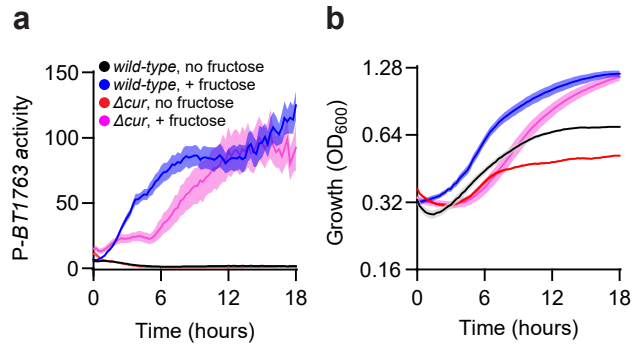 a
wild-type, no fructose
wild-type, + fructose
Δcur, no fructose
Δcur, + fructose
P-BT1763 activity
150
100
50
0
0 6 12 18
Time (hours)
b
Growth (OD600)
1.28
0.64
0.32
0.16
0 6 12 18
Time (hours)